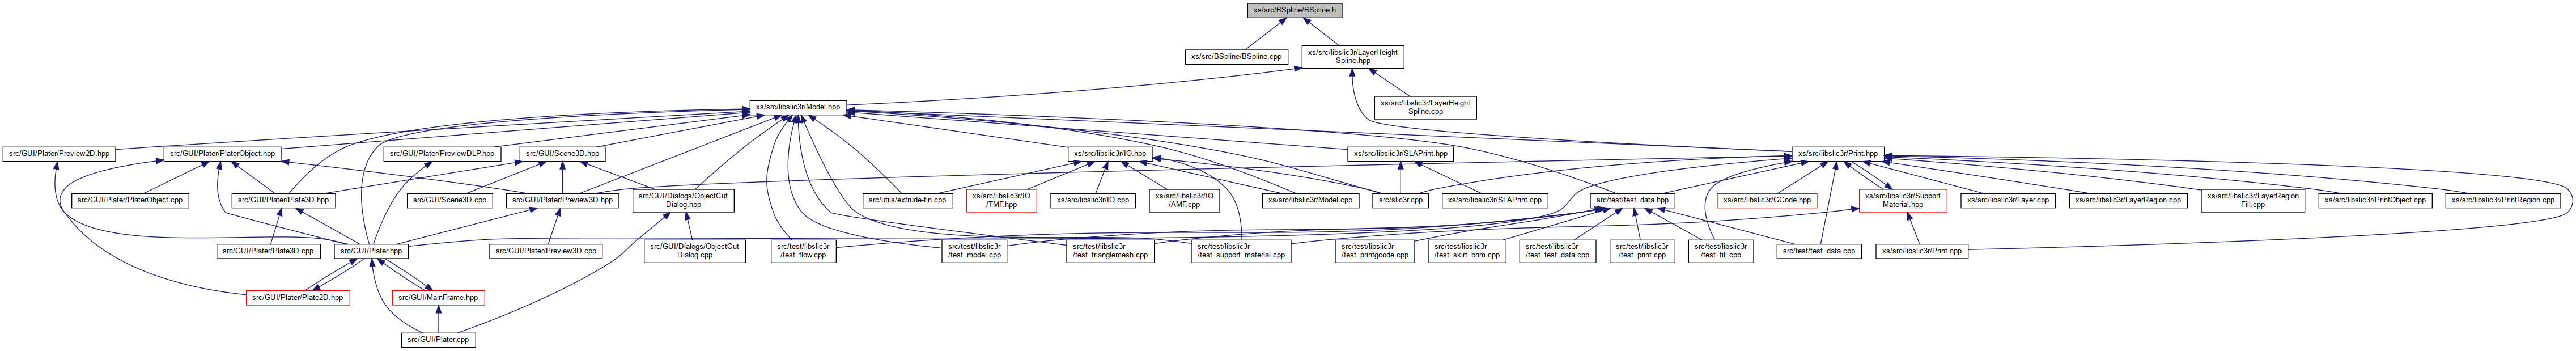 xs/src/BSpline/BSpline.h
xs/src/BSpline/BSpline.cpp
xs/src/libslic3r/LayerHeight
Spline.hpp
xs/src/libslic3r/Model.hpp
xs/src/libslic3r/LayerHeight
Spline.cpp
src/GUI/Plater/Preview2D.hpp
src/GUI/Plater/PlaterObject.hpp
src/GUI/Plater/PreviewDLP.hpp
src/GUI/Scene3D.hpp
xs/src/libslic3r/IO.hpp
xs/src/libslic3r/SLAPrint.hpp
xs/src/libslic3r/Print.hpp
src/GUI/Plater/PlaterObject.cpp
src/GUI/Plater/Plate3D.hpp
src/GUI/Scene3D.cpp
src/GUI/Plater/Preview3D.hpp
src/GUI/Dialogs/ObjectCut
Dialog.hpp
src/utils/extrude-tin.cpp
xs/src/libslic3r/IO
/TMF.hpp
xs/src/libslic3r/IO.cpp
xs/src/libslic3r/IO
/AMF.cpp
xs/src/libslic3r/Model.cpp
src/slic3r.cpp
xs/src/libslic3r/SLAPrint.cpp
src/test/test_data.hpp
xs/src/libslic3r/GCode.hpp
xs/src/libslic3r/Support
Material.hpp
xs/src/libslic3r/Layer.cpp
xs/src/libslic3r/LayerRegion.cpp
xs/src/libslic3r/LayerRegion
Fill.cpp
xs/src/libslic3r/PrintObject.cpp
xs/src/libslic3r/PrintRegion.cpp
src/GUI/Plater/Plate3D.cpp
src/GUI/Plater.hpp
src/GUI/Plater/Preview3D.cpp
src/GUI/Dialogs/ObjectCut
Dialog.cpp
src/test/libslic3r
/test_flow.cpp
src/test/libslic3r
/test_model.cpp
src/test/libslic3r
/test_trianglemesh.cpp
src/test/libslic3r
/test_support_material.cpp
src/test/libslic3r
/test_printgcode.cpp
src/test/libslic3r
/test_skirt_brim.cpp
src/test/libslic3r
/test_test_data.cpp
src/test/libslic3r
/test_print.cpp
src/test/libslic3r
/test_fill.cpp
src/test/test_data.cpp
xs/src/libslic3r/Print.cpp
src/GUI/Plater/Plate2D.hpp
src/GUI/MainFrame.hpp
src/GUI/Plater.cpp